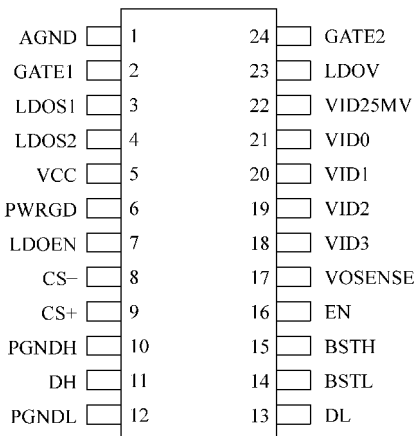 AGND 1 24 GATE2
GATE1 2 23 LDOV
LDOS1 3 22 VID25MV
LDOS2 4 21 VID0
VCC 5 20 VID1
PWRGD 6 19 VID2
LDOEN 7 18 VID3
CS− 8 17 VOSENSE
CS+ 9 16 EN
PGNDH 10 15 BSTH
DH 11 14 BSTL
PGNDL 12 13 DL